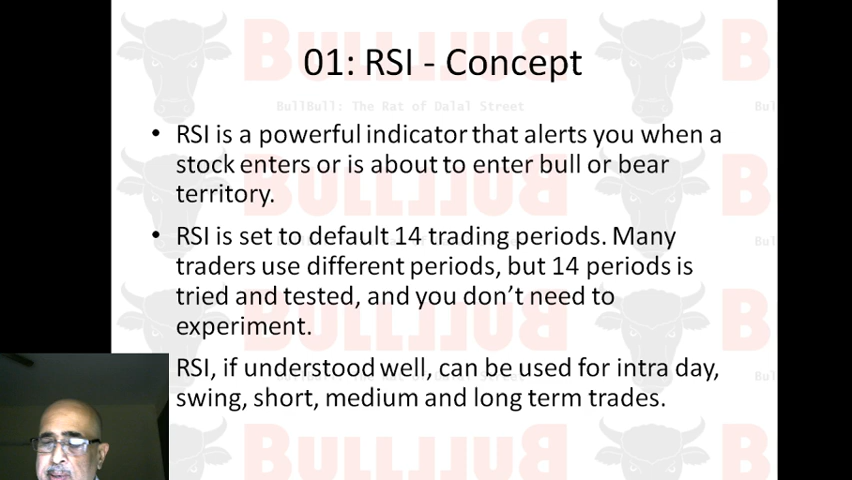 01: RSI - Concept
BullBull: The Rat of Dalal Street
• RSI is a powerful indicator that alerts you when a
stock enters or is about to enter bull or bear
territory.
• RSI is set to default 14 trading periods. Many
traders use different periods, but 14 periods is
tried and tested, and you don’t need to
experiment.
RSI, if understood well, can be used for intra day,
swing, short, medium and long term trades.